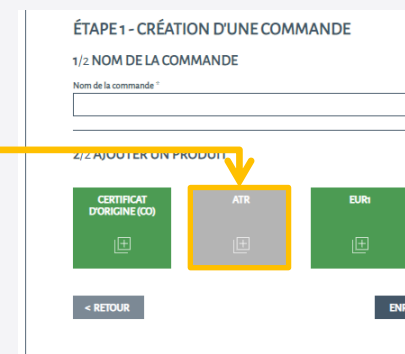 ÉTAPE 1 - CRÉATION D'UNE COMMANDE
1/2 NOM DE LA COMMANDE
Nom de la commande *
2/2 AJOUTER UN PRODUIT
CERTIFICAT
D'ORIGINE (CO)
ATR
EUR1
< RETOUR
ENR